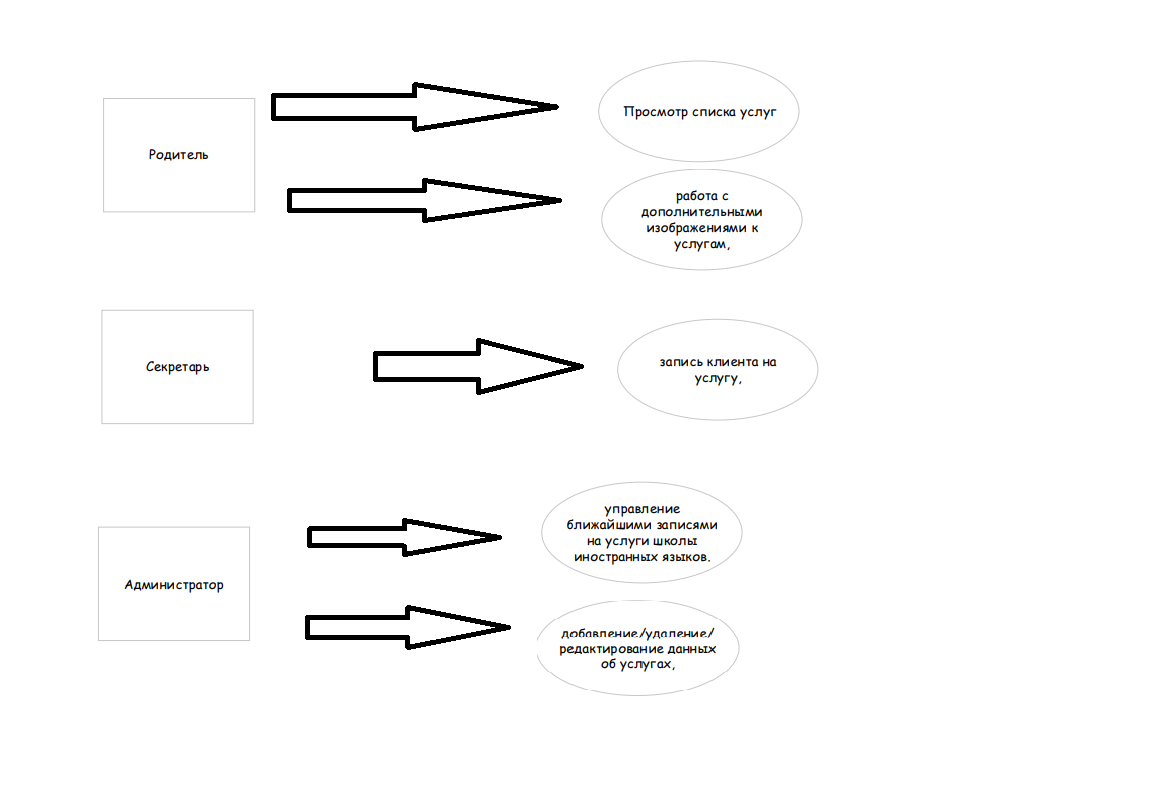 Родитель
Просмотр списка услуг
работа с
дополнительными
изображениями к
услугам,
Секретарь
запись клиента на
услугу,
Администратор
управление
ближайшими записями
на услуги школы
иностранных языков.
добавление/удаление/
редактирование данных
об услугах,